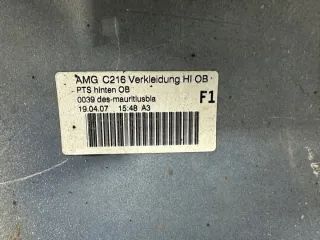 AMG C216 Verkleidung HI OB
PTS hinten OB
0039 des-mauritiusbla
19.04.07 15:48 A3
F1